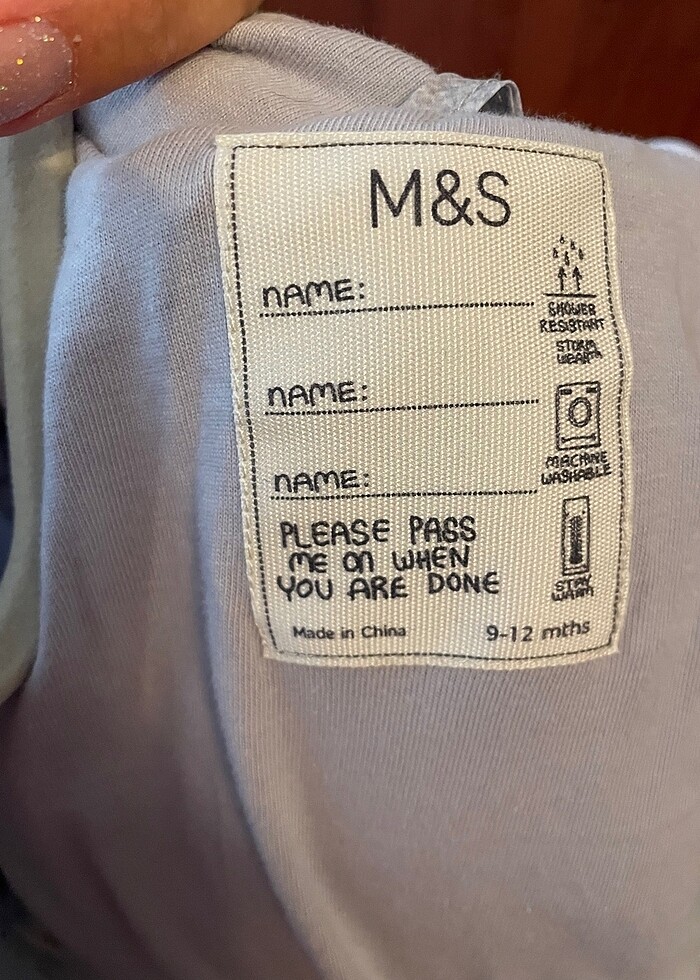 M&S
NAME:
NAME:
NAME:
PLEASE PASS
ME ON WHEN
YOU ARE DONE
Made in China
9-12 mths
SHOWER
RESISTANT
STORM
WEAR™
MACHINE
WASHABLE
STAY
WARM